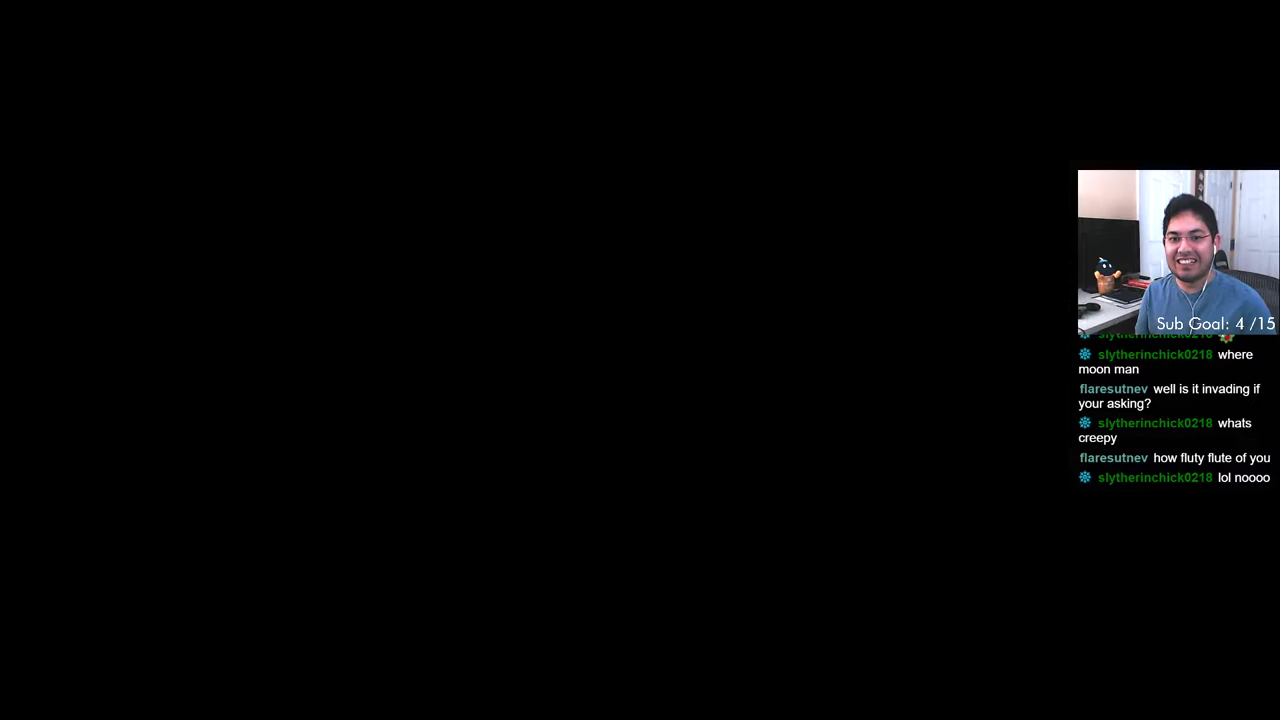 Sub Goal: 4 /15
slytherinchick0218 where
moon man
flaresutnev well is it invading if
your asking?
slytherinchick0218 whats
creepy
flaresutnev how fluty flute of you
slytherinchick0218 lol noooo